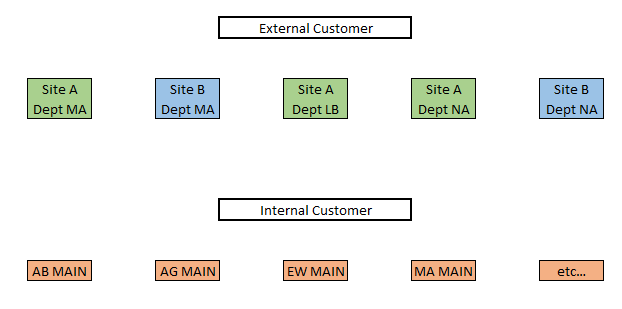 External Customer
Site A
Dept MA
Site B
Dept MA
Site A
Dept LB
Site A
Dept NA
Site B
Dept NA
Internal Customer
AB MAIN
AG MAIN
EW MAIN
MA MAIN
etc...